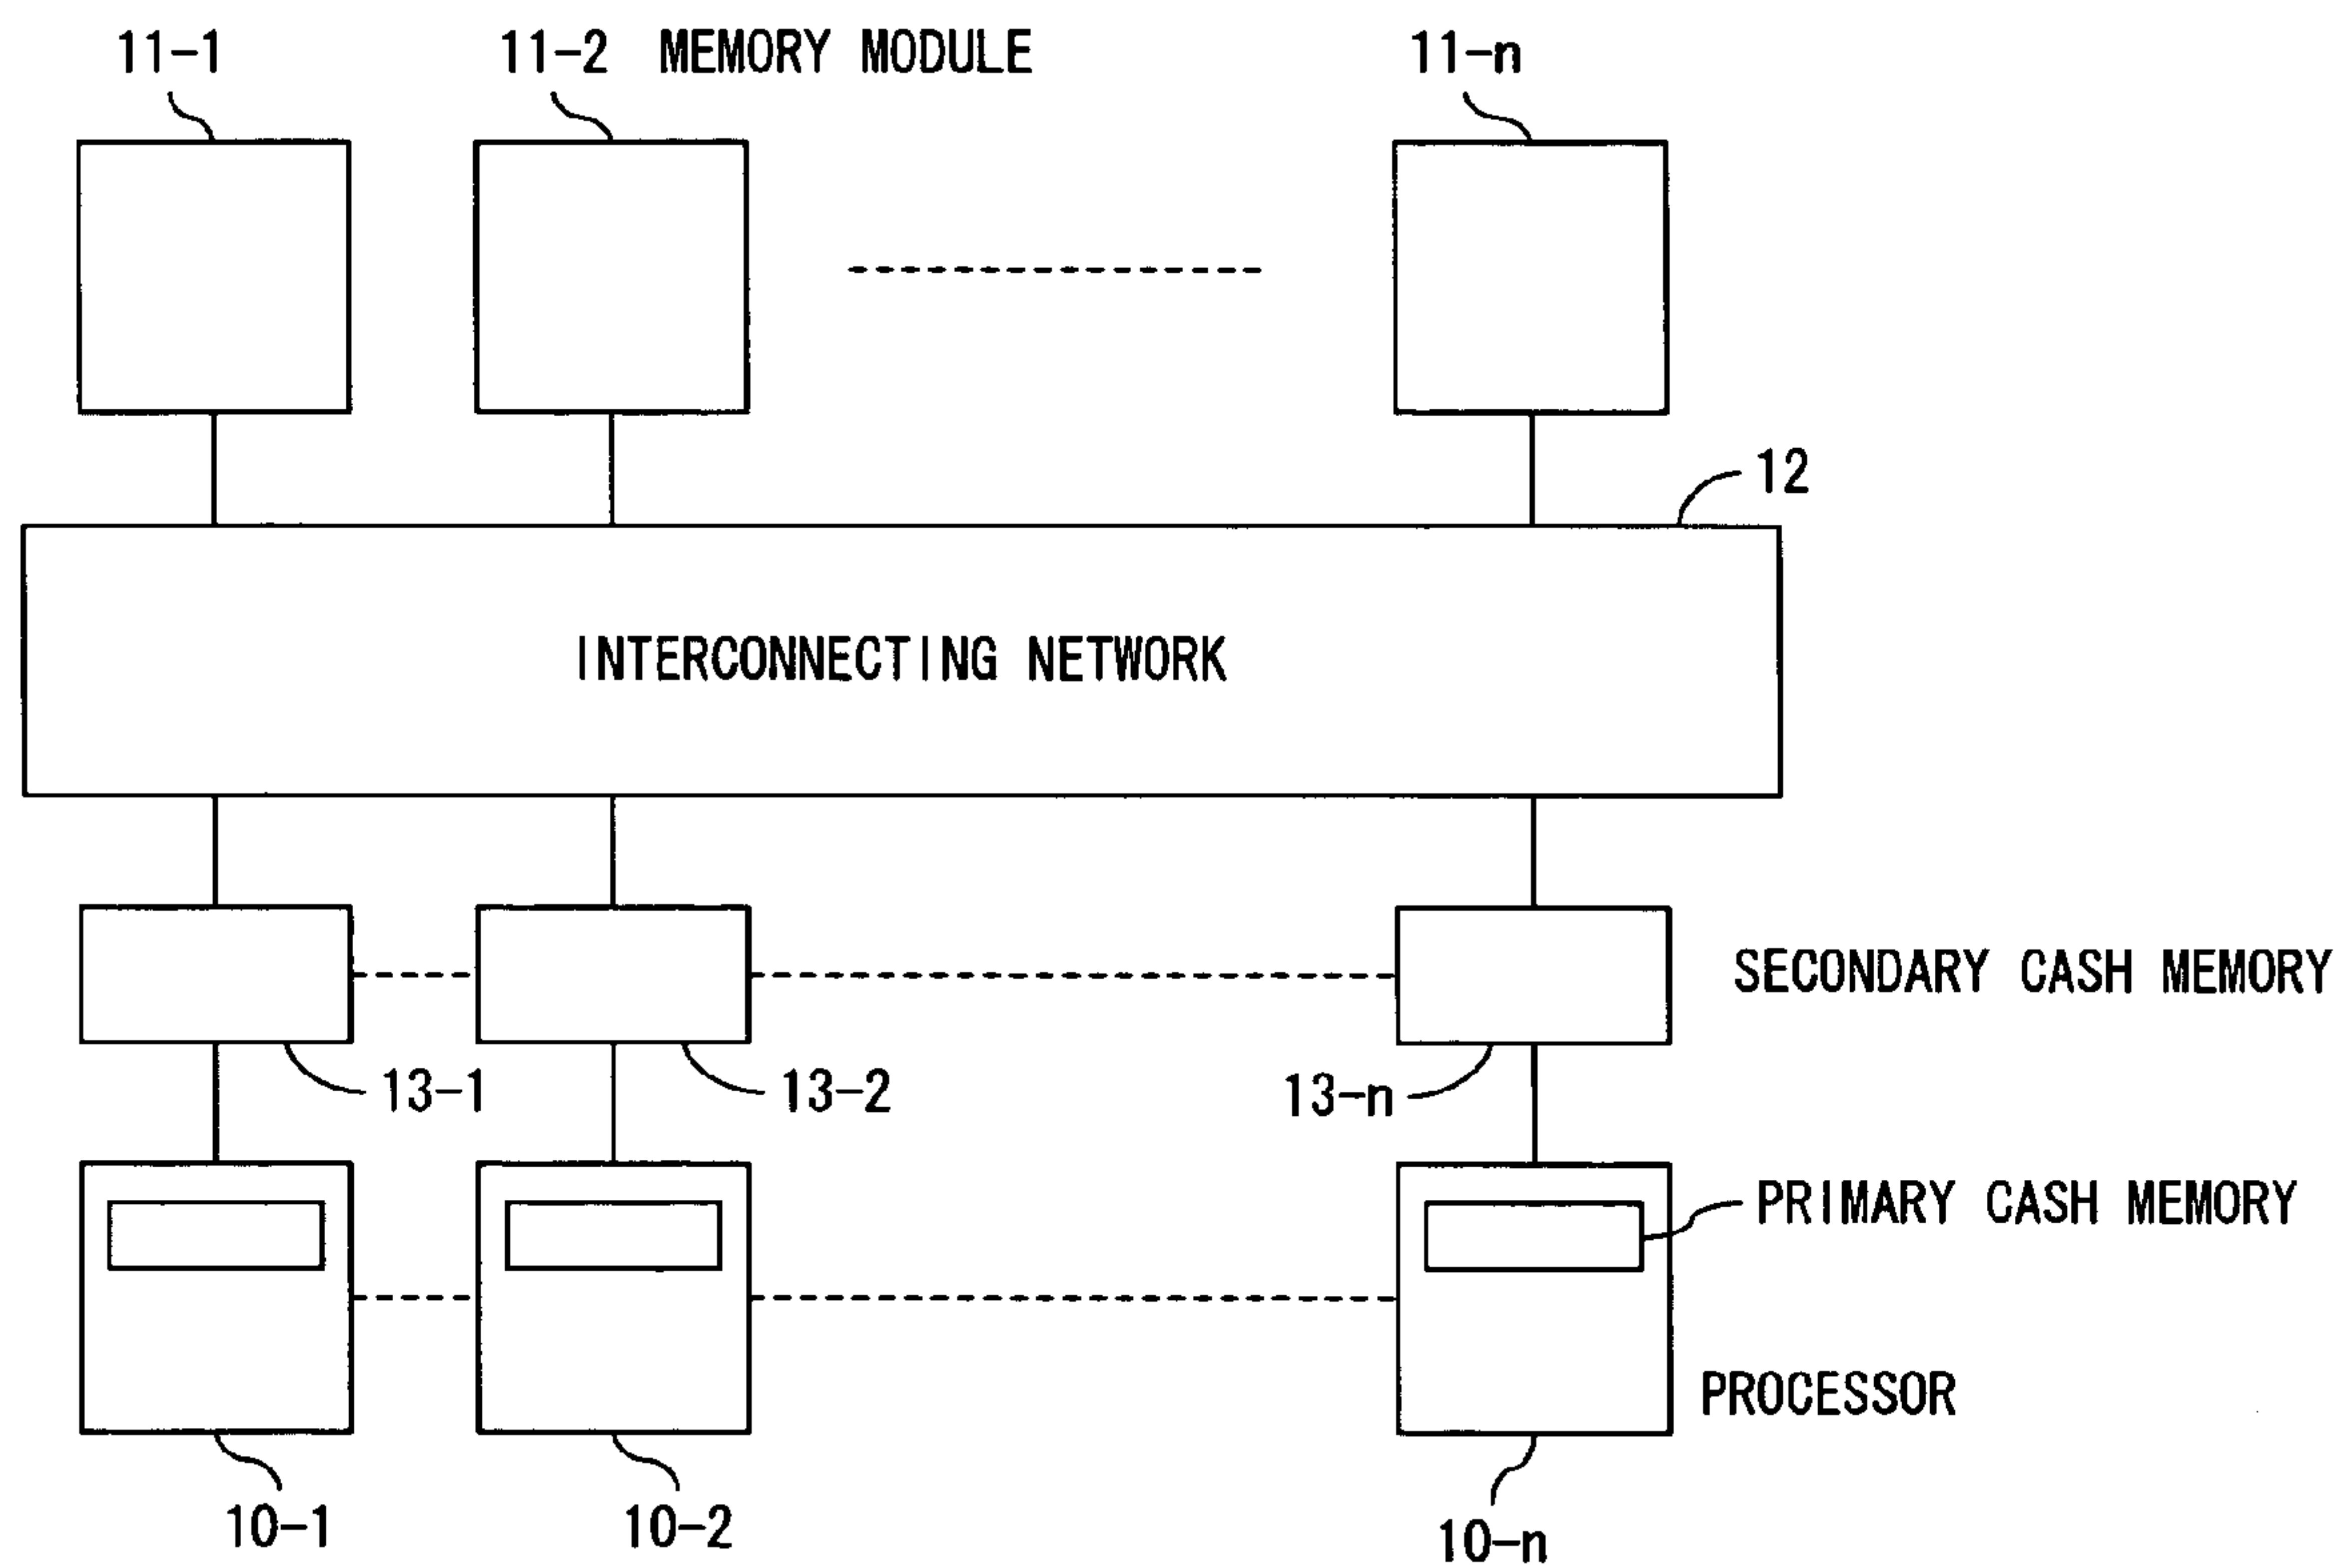 11-1
11-2 MEMORY MODULE
11-n
12
INTERCONNECTING NETWORK
SECONDARY CASH MEMORY
13-1
13-2
13-n
PRIMARY CASH MEMORY
PROCESSOR
10-1
10-2
10-n